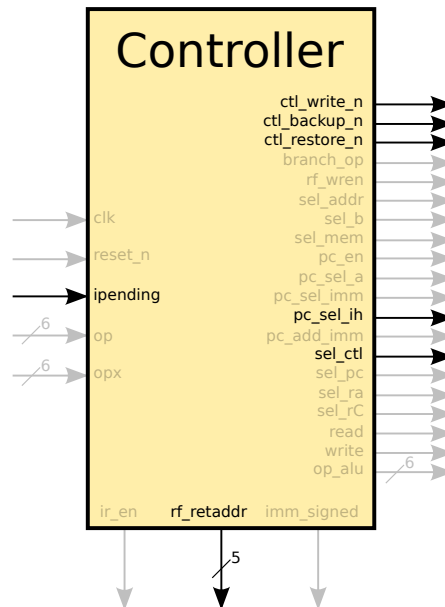 Controller
ctl_write_n
ctl_backup_n
ctl_restore_n
branch_op
rf_wren
sel_addr
clk
sel_b
sel_mem
reset_n
pc_en
pc_sel_a
ipending
pc_sel_imm
pc_sel_ih
6
op
pc_add_imm
sel_ctl
6
opx
sel_pc
sel_ra
sel_rC
read
write
op_alu
6
ir_en
rf_retaddr
imm_signed
5